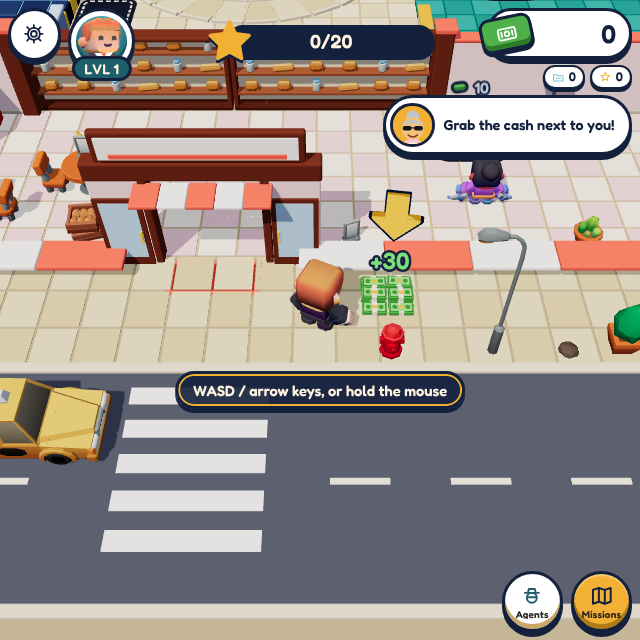 0/20
0
LVL 1
0
0
10
Grab the cash next to you!
+30
WASD / arrow keys, or hold the mouse
Agents
Missions